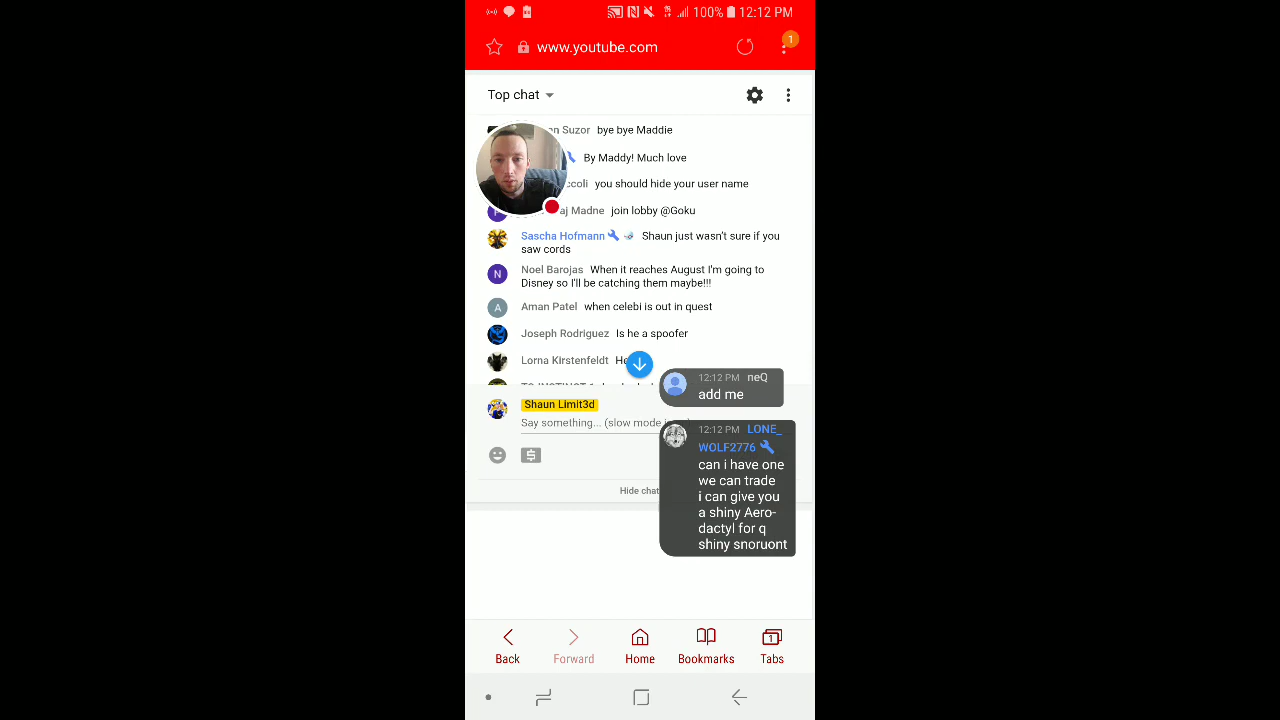 100% 12:12 PM
www.youtube.com
1
Top chat
Suzor bye bye Maddie
By Maddy! Much love
you should hide your user name
Madne join lobby @Goku
Sascha Hofmann Shaun just wasn't sure if you
saw cords
N
Noel Barojas When it reaches August I'm going to
Disney so I'll be catching them maybe!!!
A
Aman Patel when celebi is out in quest
Joseph Rodriguez Is he a spoofer
Lorna Kirstenfeldt
12:12 PM neQ
add me
Shaun Limit3d
Say something... (slow mode
12:12 PM LONE_
WOLF2776
can i have one
we can trade
i can give you
a shiny Aero-
dactyl for q
shiny snoruont
$
Hide chat
1
Back
Forward
Home
Bookmarks
Tabs